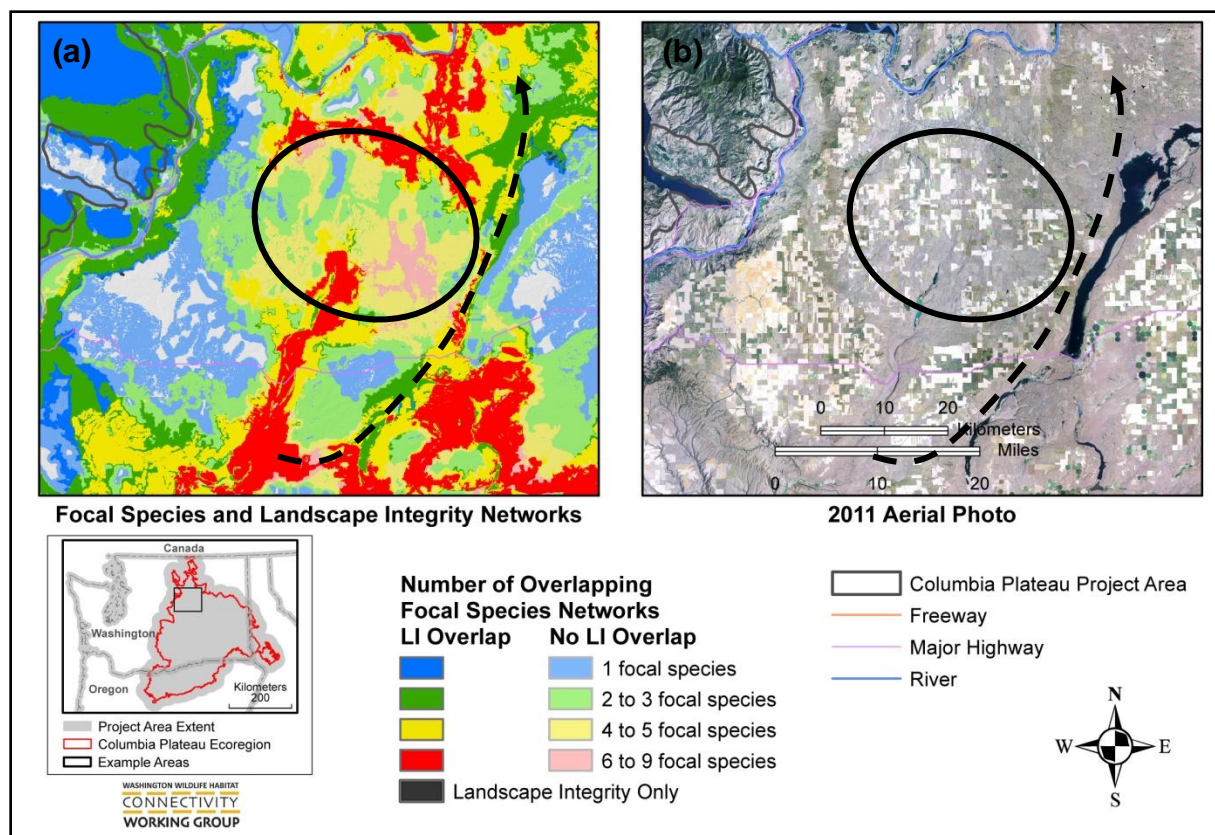 (a)
(b)
Focal Species and Landscape Integrity Networks
0 10 20
Kilometers
Miles
0 10 20
2011 Aerial Photo
Canada
Washington
Oregon
Kilometers
200
Project Area Extent
Columbia Plateau Ecoregion
Example Areas
WASHINGTON WILDLIFE HABITAT
CONNECTIVITY
WORKING GROUP
Number of Overlapping
Focal Species Networks
LI Overlap No LI Overlap
1 focal species
2 to 3 focal species
4 to 5 focal species
6 to 9 focal species
Landscape Integrity Only
Columbia Plateau Project Area
Freeway
Major Highway
River
N
W E
S